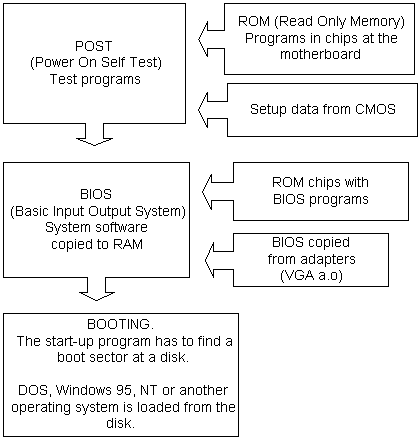 POST
(Power On Self Test)
Test programs
ROM (Read Only Memory)
Programs in chips at the
motherboard
Setup data from CMOS
BIOS
(Basic Input Output System)
System software
copied to RAM
ROM chips with
BIOS programs
BIOS copied
from adapters
(VGA a.o)
BOOTING.
The start-up program has to find a
boot sector at a disk.
DOS, Windows 95, NT or another
operating system is loaded from the
disk.